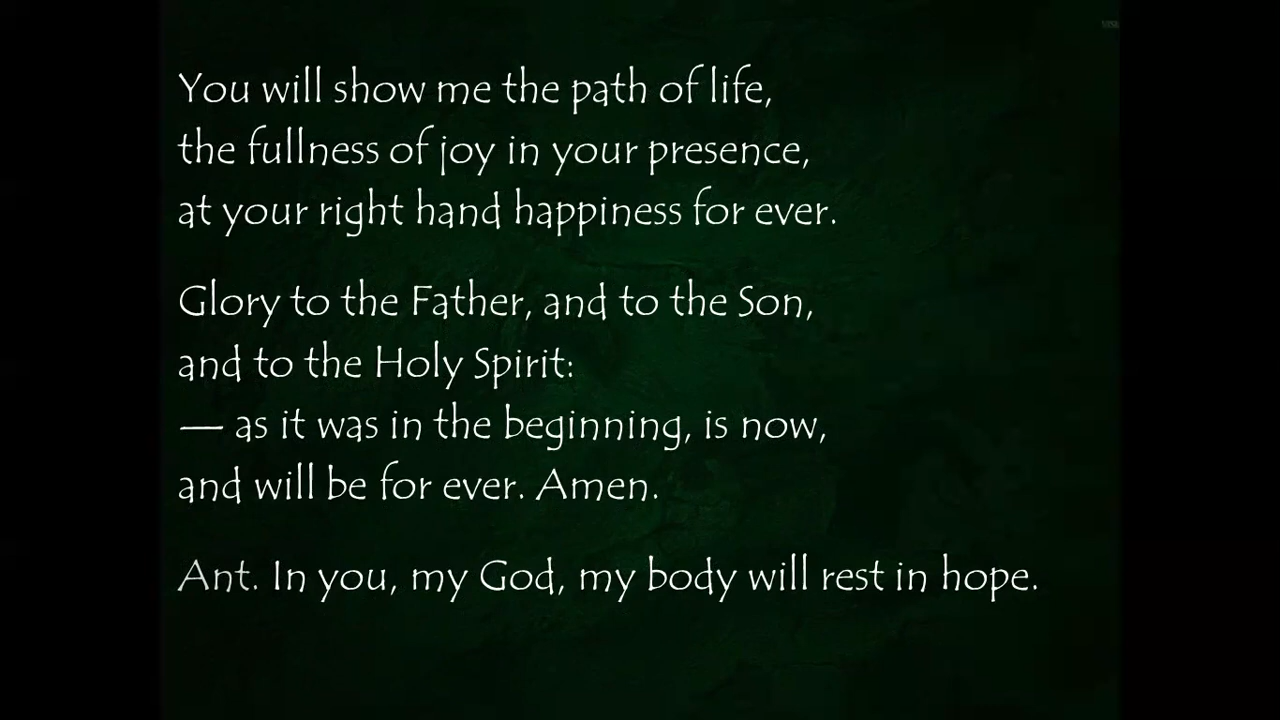 You will show me the path of life,
the fullness of joy in your presence,
at your right hand happiness for ever.
Glory to the Father, and to the Son,
and to the Holy Spirit:
— as it was in the beginning, is now,
and will be for ever. Amen.
Ant. In you, my God, my body will rest in hope.